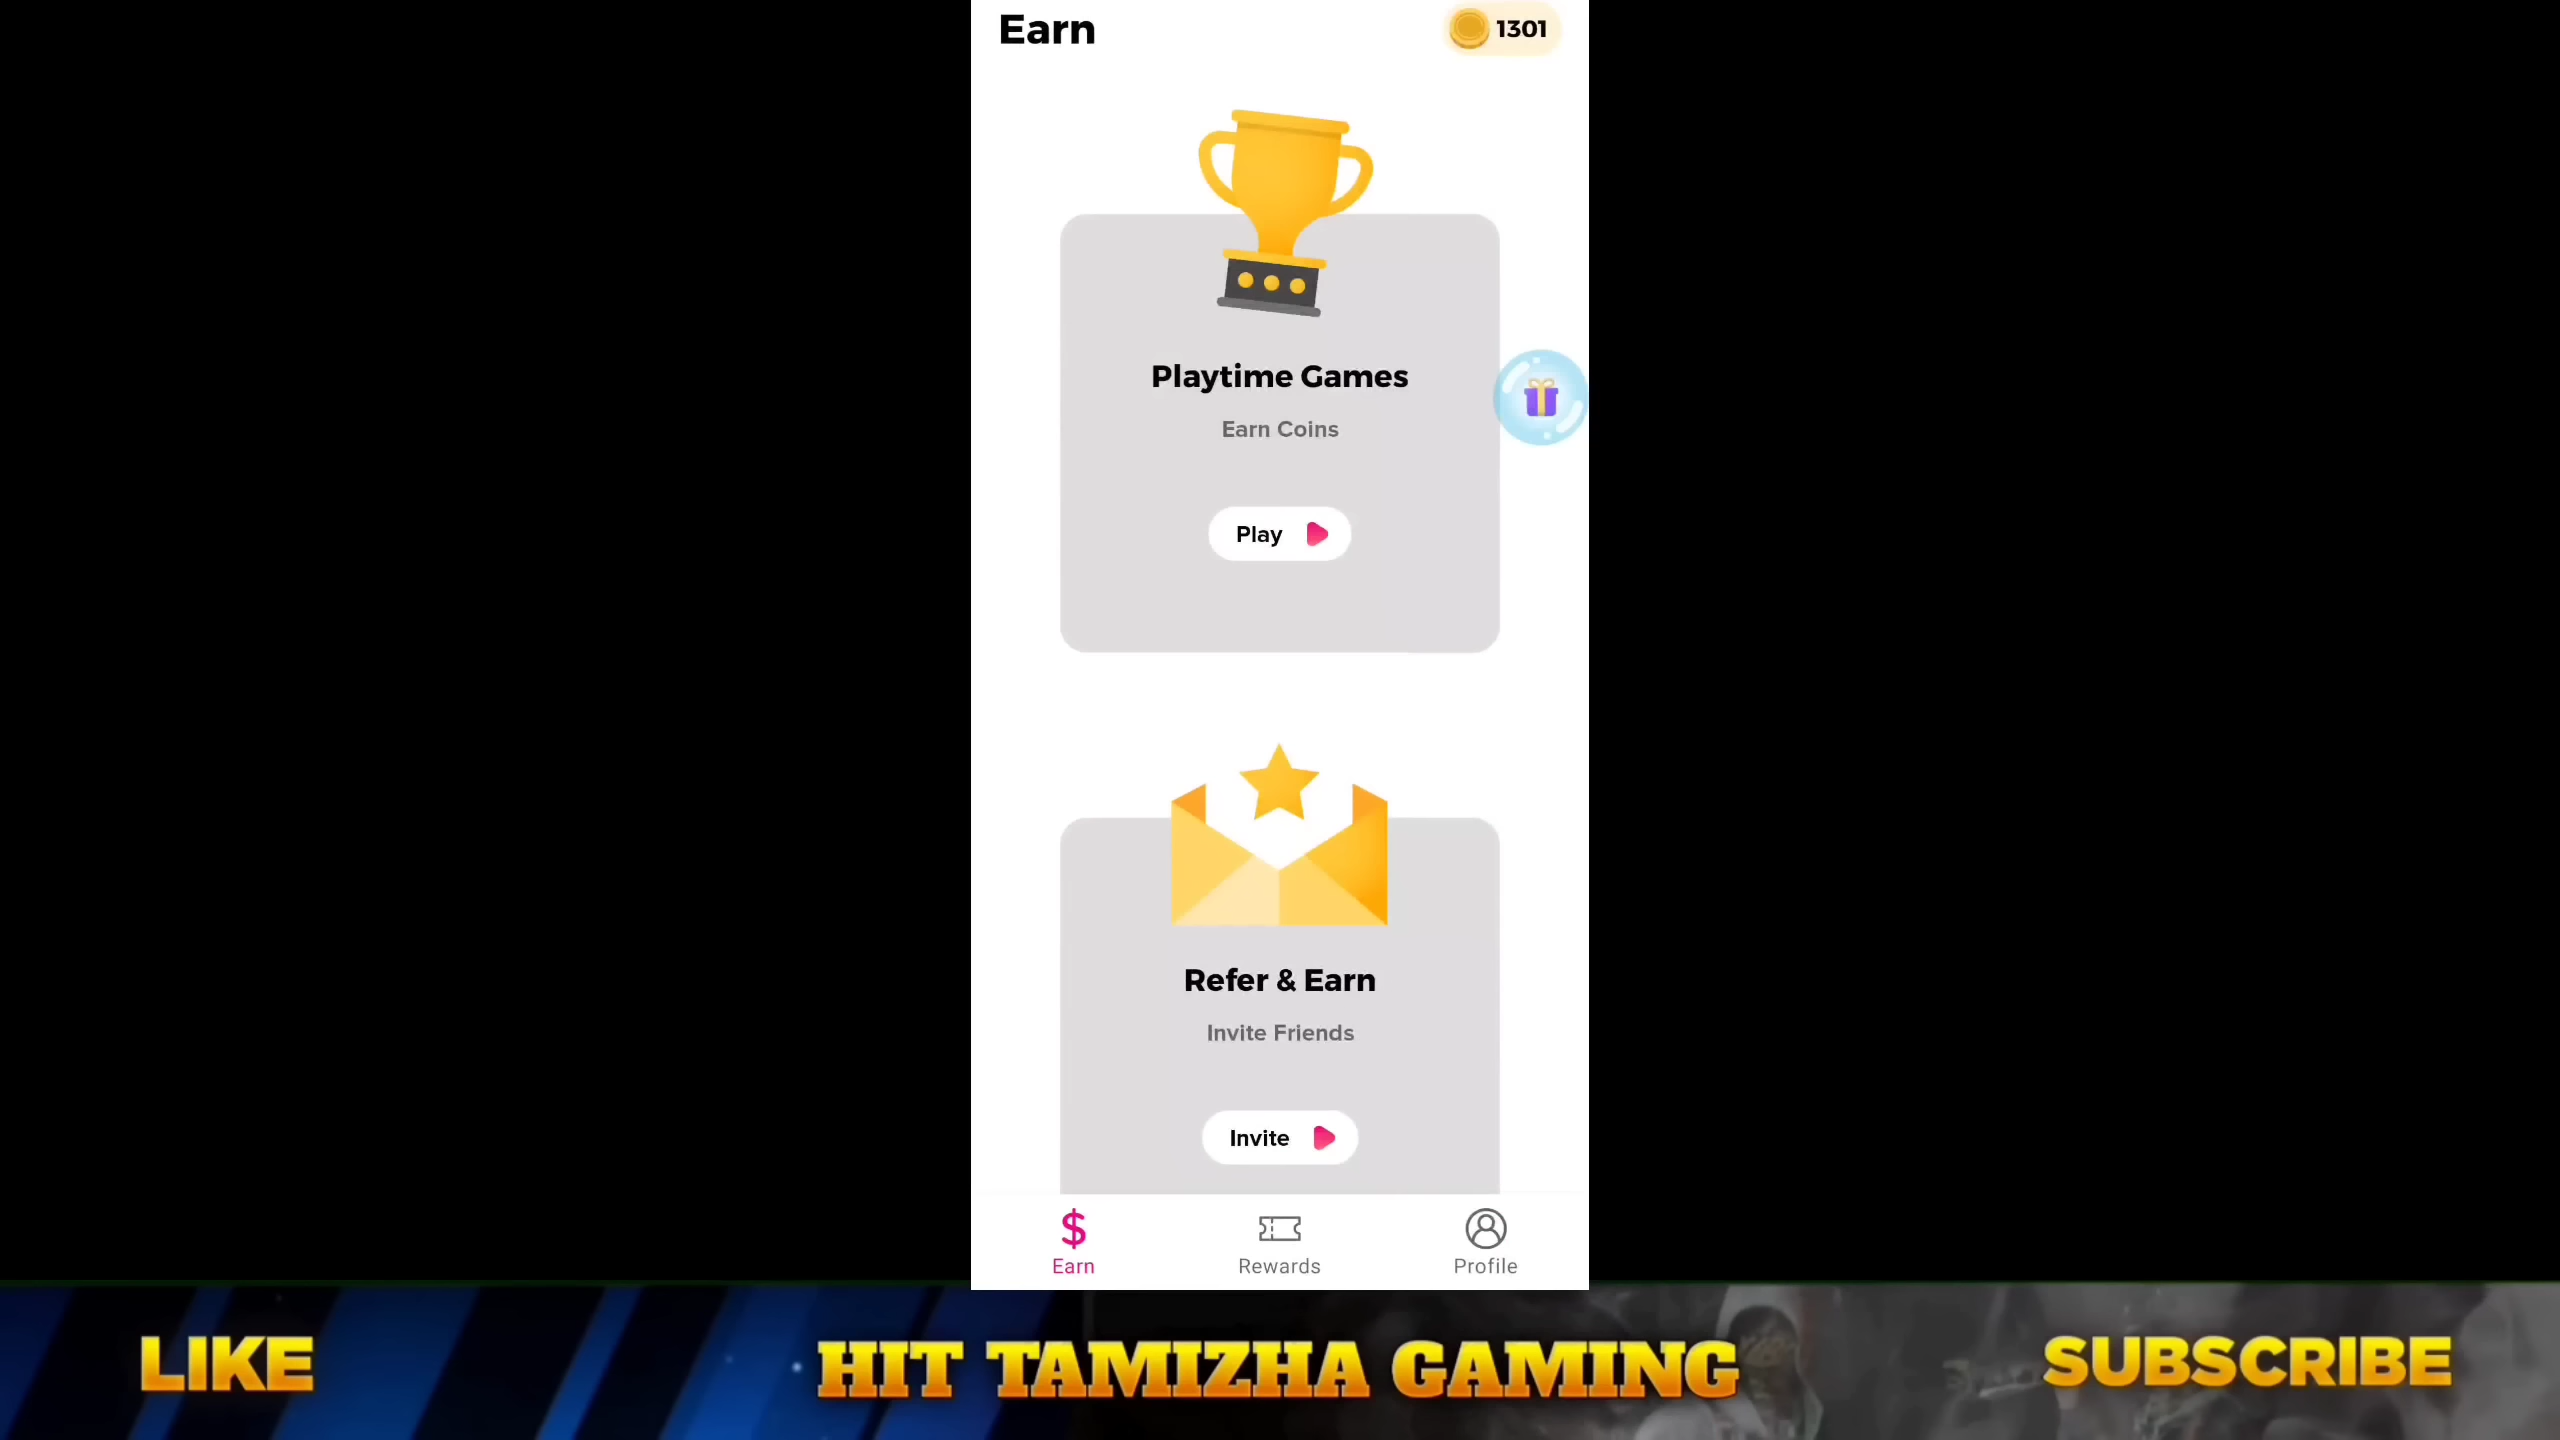 Earn
1301
Playtime Games
Earn Coins
Play
Refer & Earn
Invite Friends
Invite
$
Earn
Rewards
Profile
LIKE
HIT TAMIZHA GAMING
SUBSCRIBE